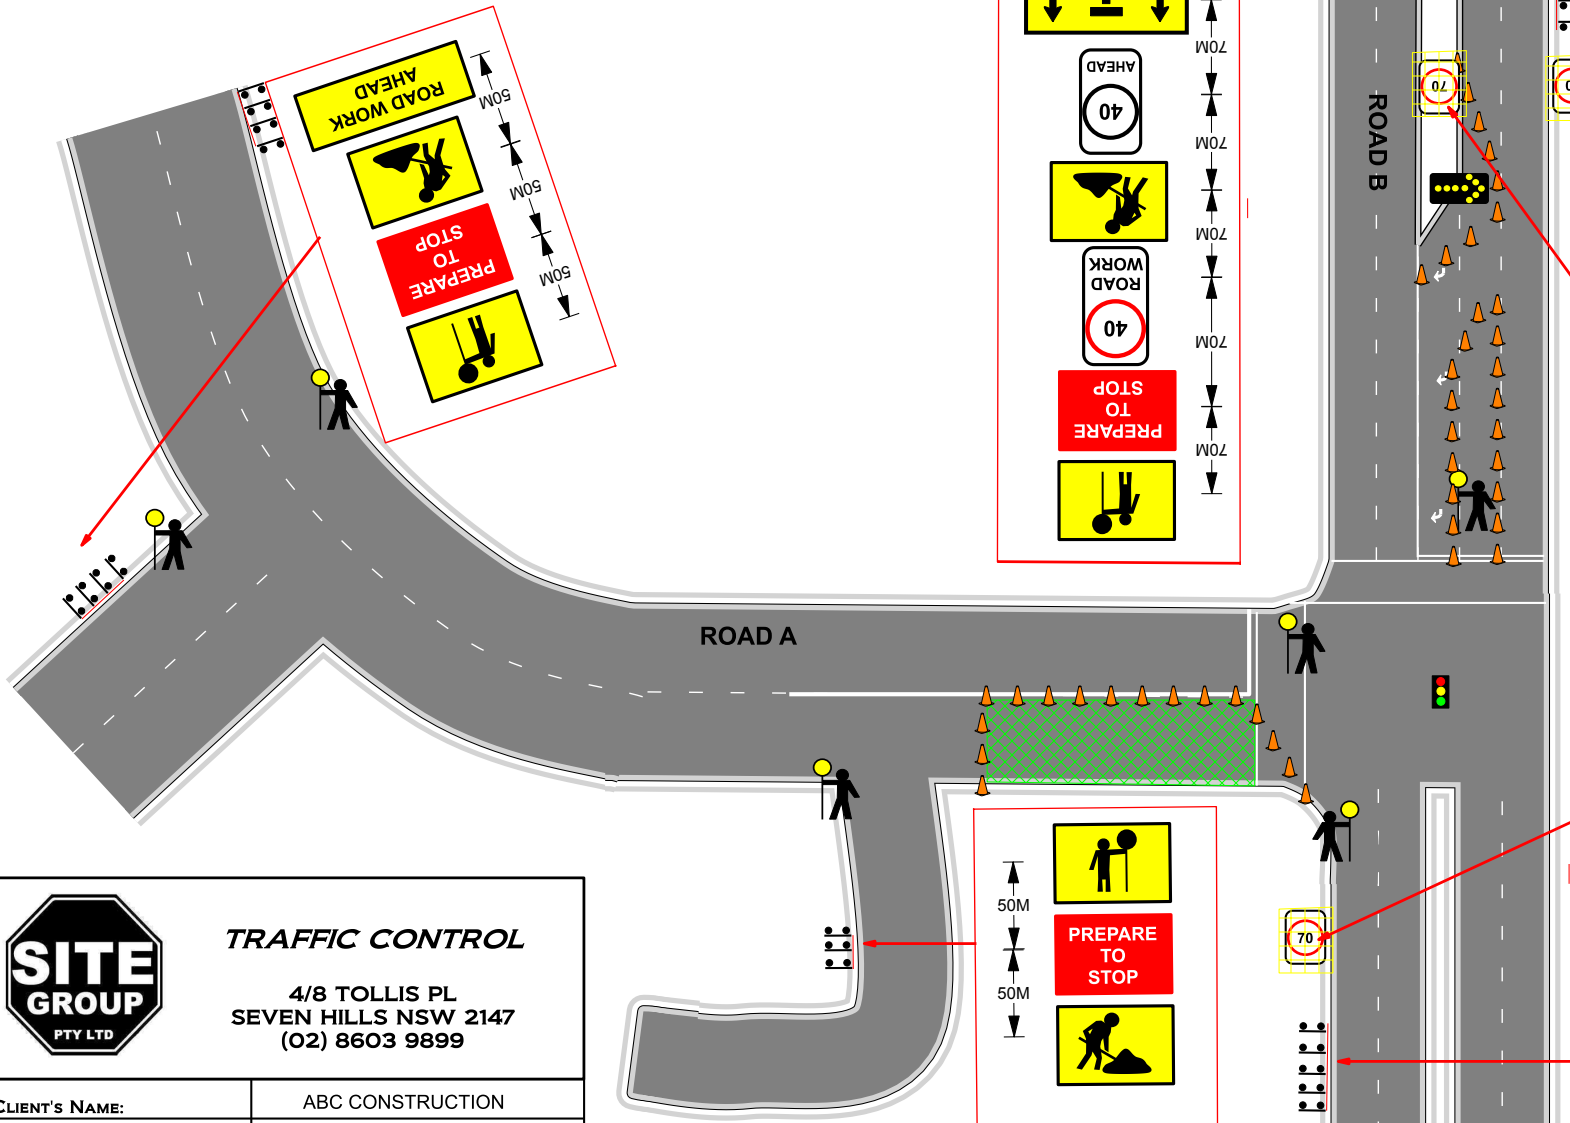 ROAD WORK
AHEAD
50M
50M
PREPARE
TO
STOP
50M
70M
AHEAD
40
70M
70M
ROAD
WORK
40
70M
PREPARE
TO
STOP
70M
ROAD B
70
ROAD A
PREPARE
TO
STOP
50M
50M
70
SITE
GROUP
PTY LTD
TRAFFIC CONTROL
4/8 TOLLIS PL
SEVEN HILLS NSW 2147
(02) 8603 9899
CLIENT'S NAME:
ABC CONSTRUCTION